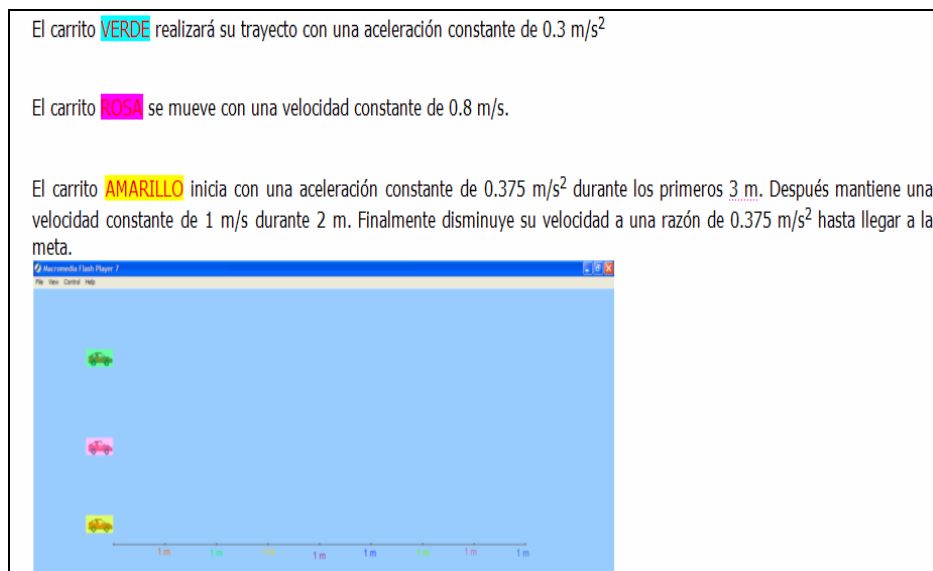 El carrito VERDE realizará su trayecto con una aceleración constante de 0.3 m/s²
El carrito ROSA se mueve con una velocidad constante de 0.8 m/s.
El carrito AMARILLO inicia con una aceleración constante de 0.375 m/s² durante los primeros 3 m. Después mantiene una
velocidad constante de 1 m/s durante 2 m. Finalmente disminuye su velocidad a una razón de 0.375 m/s² hasta llegar a la
meta.
Macromedia Flash Player 7
File View Control Help
1 m 1 m 1 m 1 m 1 m 1 m 1 m 1 m